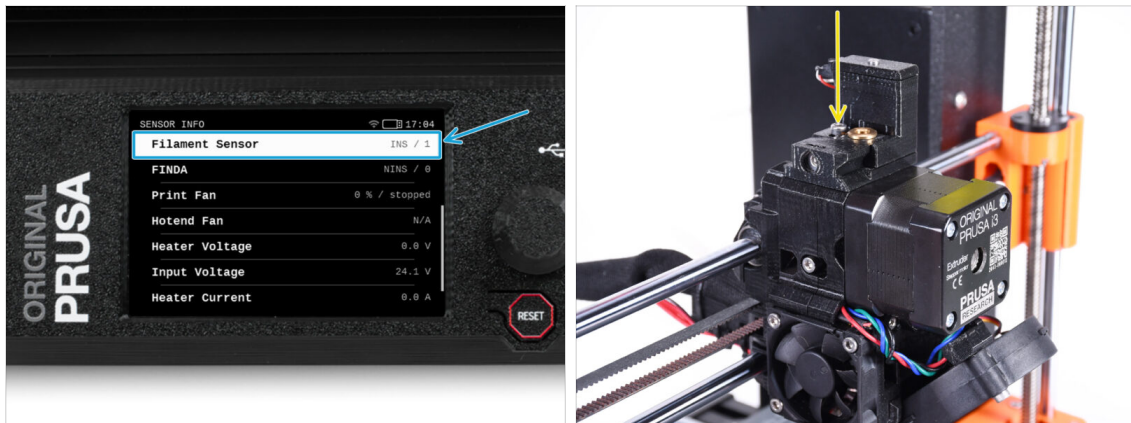 SENSOR INFO
17:04
Filament Sensor INS / 1
FINDA NINS / 0
Print Fan 0 % / stopped
Hotend Fan N/A
Heater Voltage 0.0 V
Input Voltage 24.1 V
Heater Current 0.0 A
ORIGINAL
PRUSA
RESET
ORIGINAL
PRUSA i3
Extruder
CE
PRUSA
RESEARCH